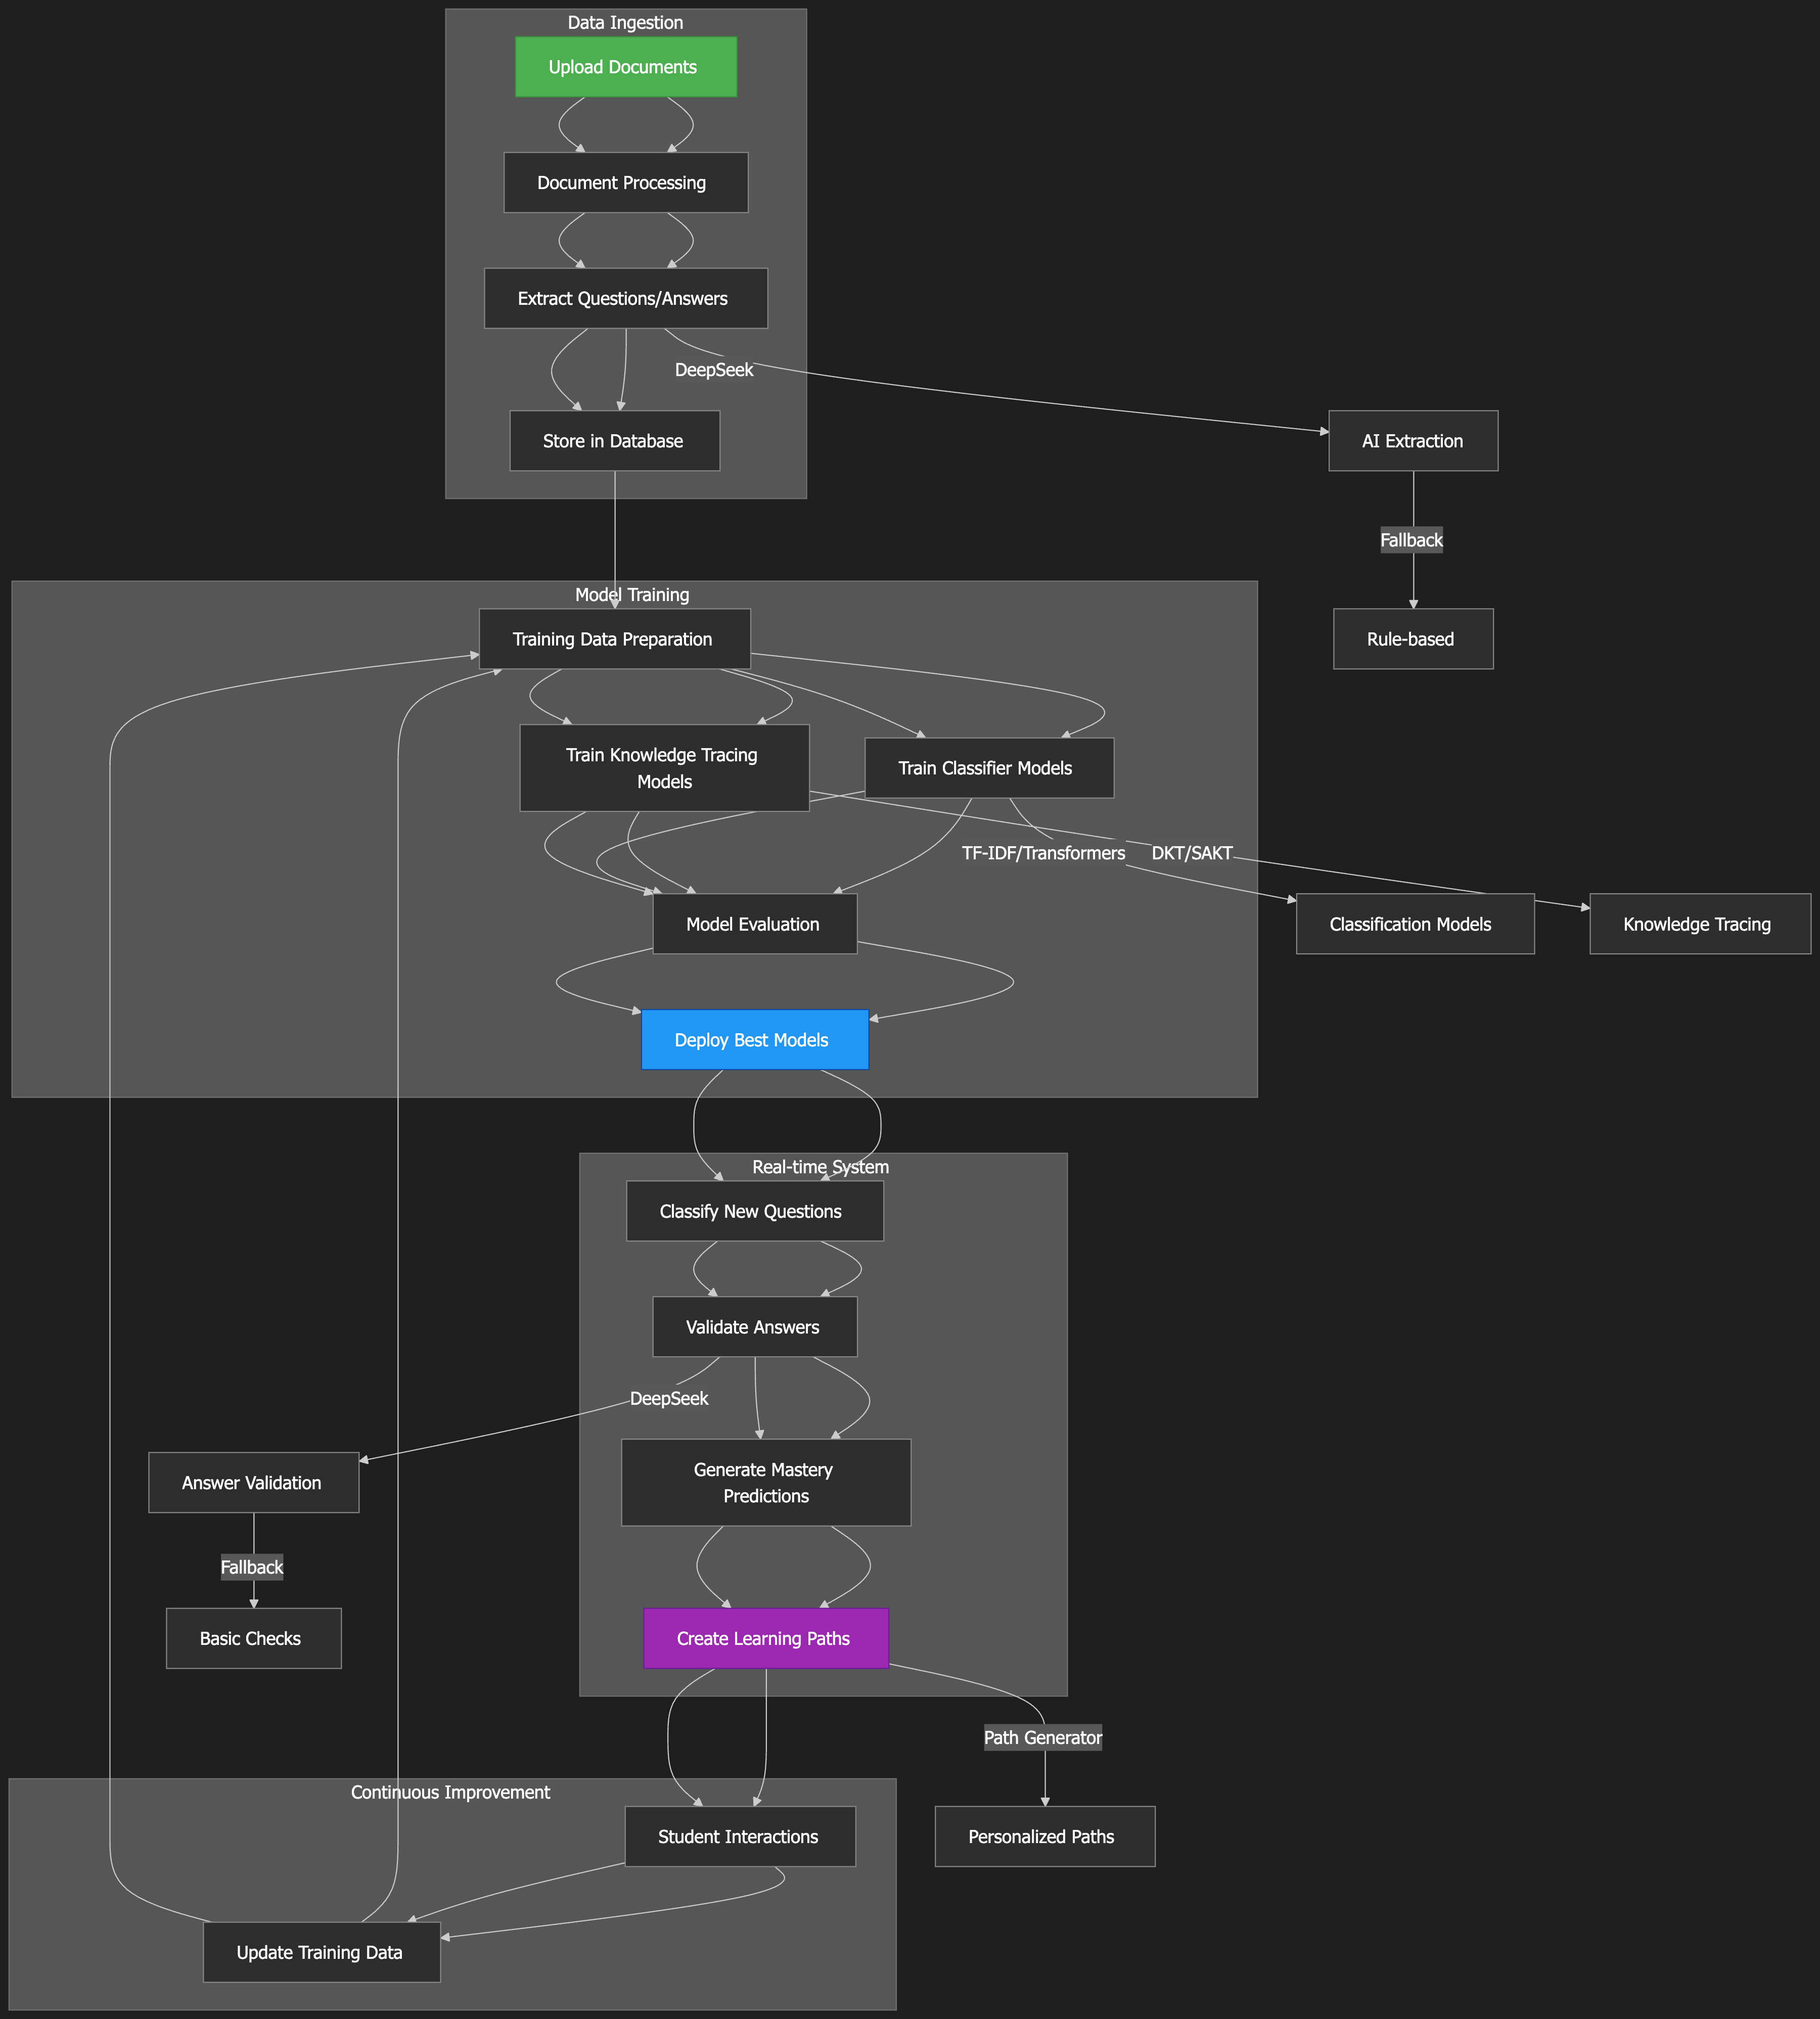 Data Ingestion
Upload Documents
Document Processing
Extract Questions/Answers
DeepSeek
Store in Database
AI Extraction
Fallback
Rule-based
Model Training
Training Data Preparation
Train Knowledge Tracing
Models
Train Classifier Models
TF-IDF/Transformers
DKT/SAKT
Model Evaluation
Classification Models
Knowledge Tracing
Deploy Best Models
Real-time System
Classify New Questions
Validate Answers
DeepSeek
Answer Validation
Generate Mastery
Predictions
Fallback
Basic Checks
Create Learning Paths
Path Generator
Continuous Improvement
Student Interactions
Personalized Paths
Update Training Data